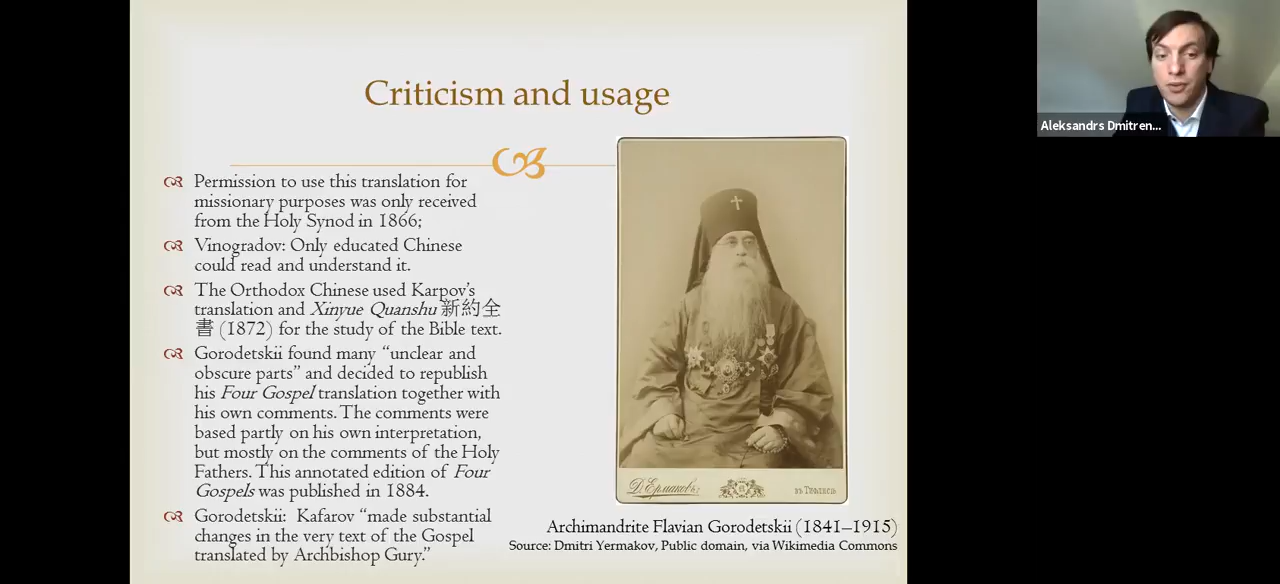 Criticism and usage
Permission to use this translation for
missionary purposes was only received
from the Holy Synod in 1866;
Vinogradov: Only educated Chinese
could read and understand it.
The Orthodox Chinese used Karpov's
translation and Xinyue Quanshu 新約全
書 (1872) for the study of the Bible text.
Gorodetskii found many “unclear and
obscure parts” and decided to republish
his Four Gospel translation together with
his own comments. The comments were
based partly on his own interpretation,
but mostly on the comments of the Holy
Fathers. This annotated edition of Four
Gospels was published in 1884.
Gorodetskii: Kafarov “made substantial
changes in the very text of the Gospel
translated by Archbishop Gury.”
Д. Ермаковъ
въ Тифлисѣ.
Archimandrite Flavian Gorodetskii (1841–1915)
Source: Dmitri Yermakov, Public domain, via Wikimedia Commons
Aleksandrs Dmitren...